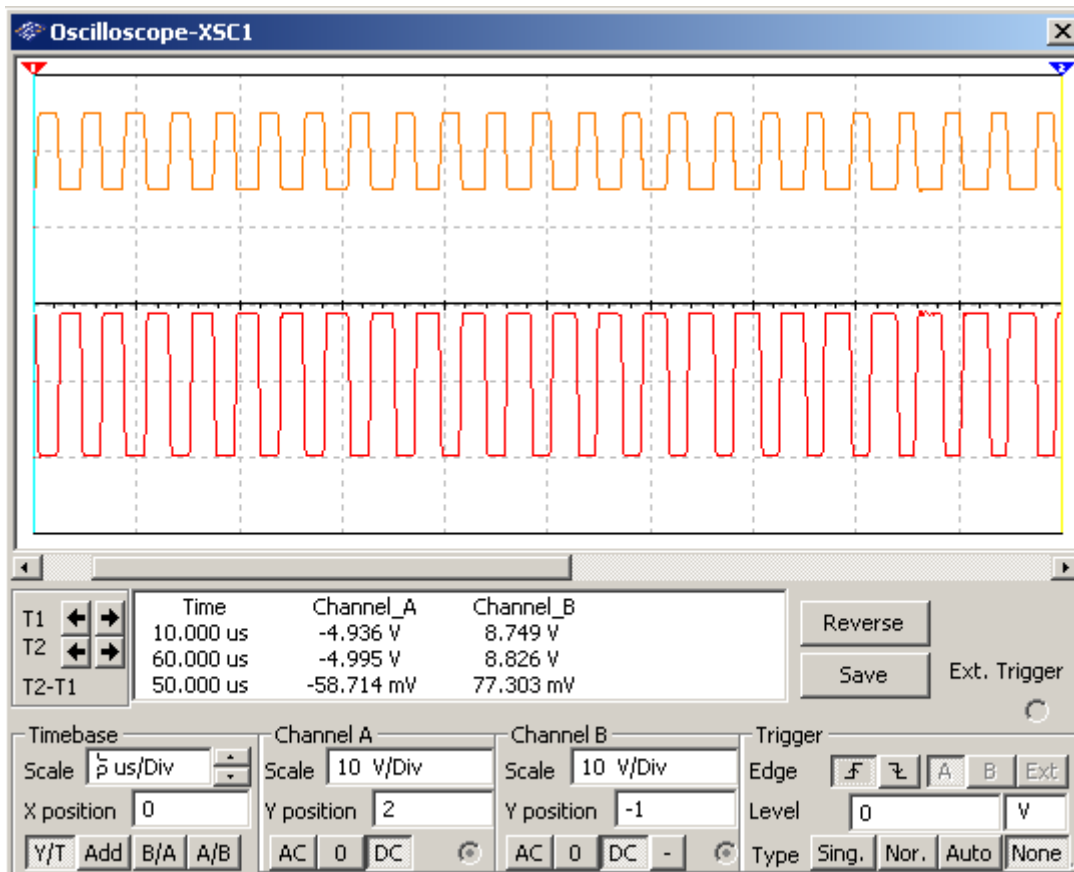 Oscilloscope-XSC1
1 2
Time Channel_A Channel_B
T1 10.000 us -4.936 V 8.749 V
T2 60.000 us -4.995 V 8.826 V
T2-T1 50.000 us -58.714 mV 77.303 mV
Reverse
Save
Ext. Trigger
Timebase
Scale 5 us/Div
X position 0
Y/T Add B/A A/B
Channel A
Scale 10 V/Div
Y position 2
AC 0 DC
Channel B
Scale 10 V/Div
Y position -1
AC 0 DC -
Trigger
Edge A B Ext
Level 0 V
Type Sing. Nor. Auto None